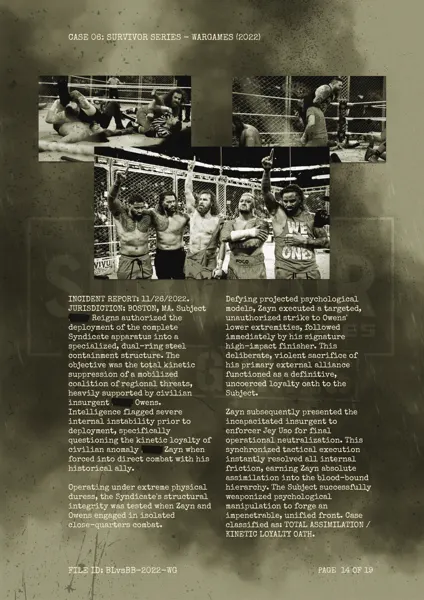 CASE 06: SURVIVOR SERIES - WARGAMES (2022)
WE
ONES
INCIDENT REPORT: 11/26/2022.
JURISDICTION: BOSTON, MA. Subject
Reigns authorized the
deployment of the complete
Syndicate apparatus into a
specialized, dual-ring steel
containment structure. The
objective was the total kinetic
suppression of a mobilized
coalition of regional threats,
heavily supported by civilian
insurgent Owens.
Intelligence flagged severe
internal instability prior to
deployment, specifically
questioning the kinetic loyalty of
civilian anomaly Zayn when
forced into direct combat with his
historical ally.
Operating under extreme physical
duress, the Syndicate's structural
integrity was tested when Zayn and
Owens engaged in isolated
close-quarters combat.
Defying projected psychological
models, Zayn executed a targeted,
unauthorized strike to Owens'
lower extremities, followed
immediately by his signature
high-impact finisher. This
deliberate, violent sacrifice of
his primary external alliance
functioned as a definitive,
uncoerced loyalty oath to the
Subject.
Zayn subsequently presented the
incapacitated insurgent to
enforcer Jey Uso for final
operational neutralization. This
synchronized tactical execution
instantly resolved all internal
friction, earning Zayn absolute
assimilation into the blood-bound
hierarchy. The Subject successfully
weaponized psychological
manipulation to forge an
impenetrable, unified front. Case
classified as: TOTAL ASSIMILATION /
KINETIC LOYALTY OATH.
FILE ID: BLvsBB-2022-WG
PAGE 14 OF 19